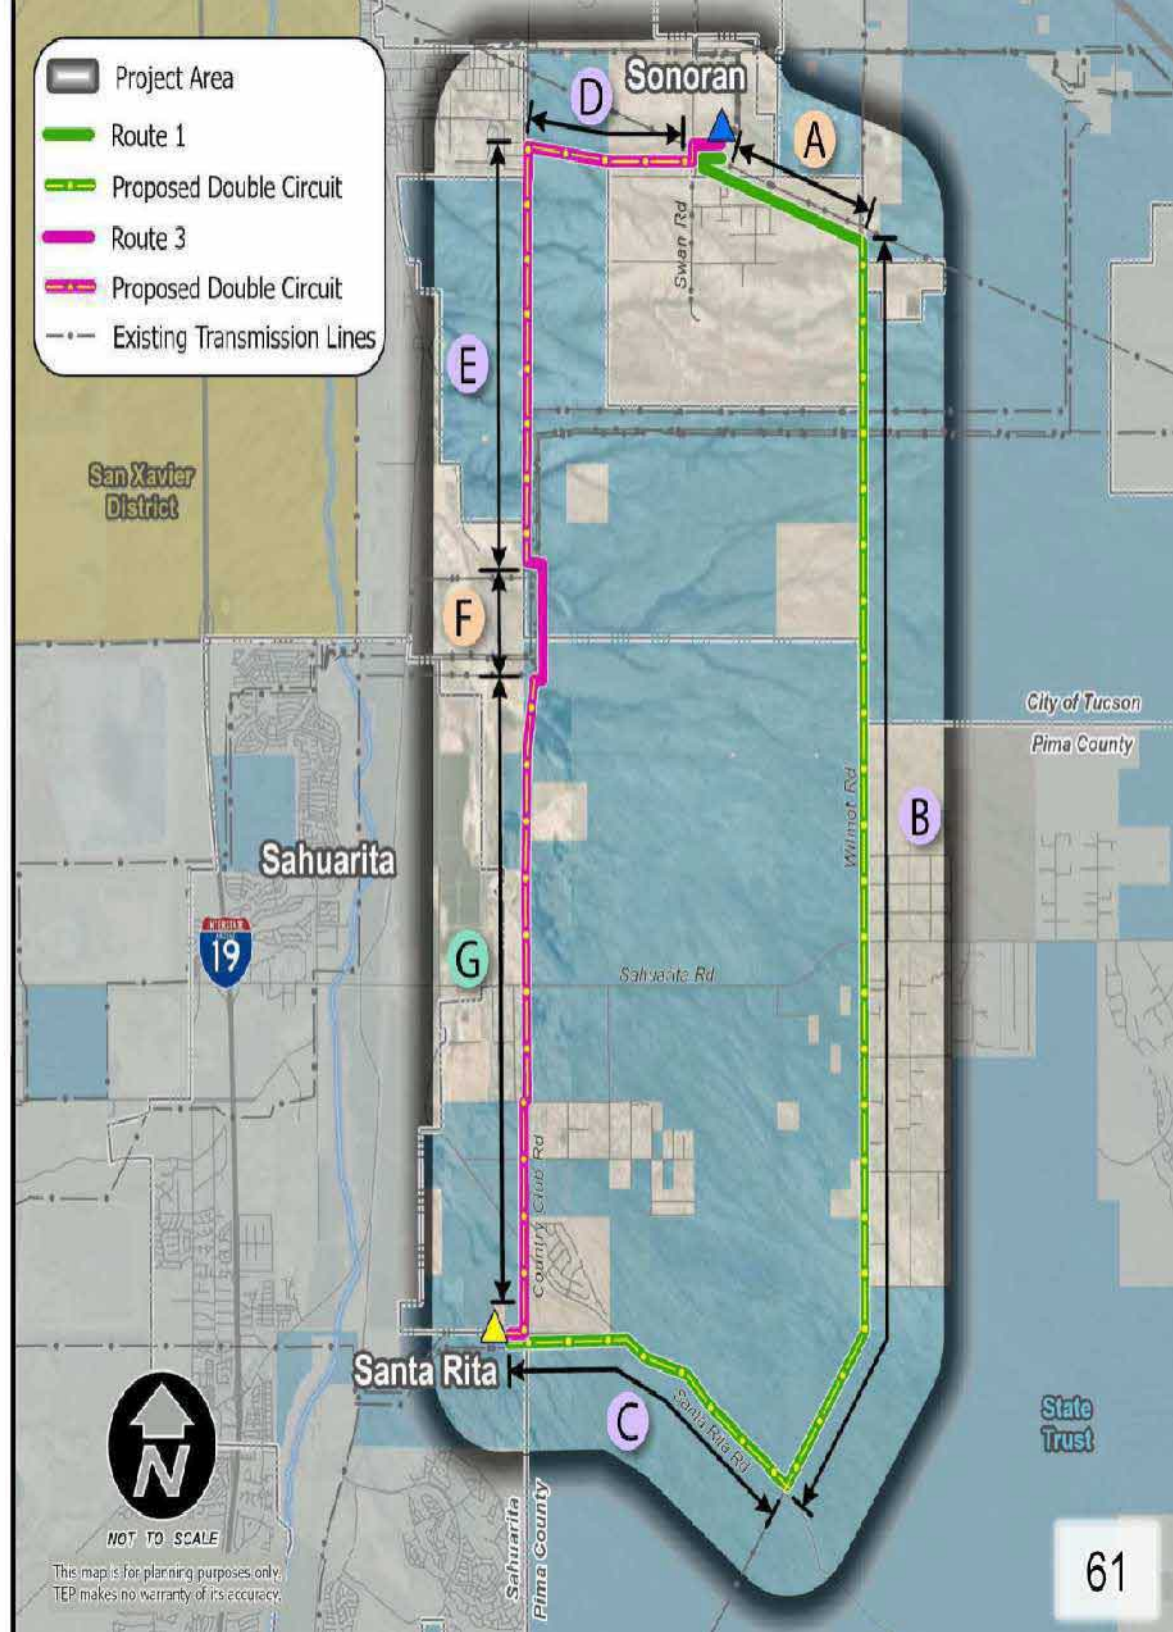 Project Area
Route 1
Proposed Double Circuit
Route 3
Proposed Double Circuit
Existing Transmission Lines
Sonoran
D
A
Swan Rd
E
San Xavier
District
F
City of Tucson
Pima County
Wilmot Rd
B
Sahuarita
INTERSTATE
19
G
Sahuarita Rd
Country Club Rd
Santa Rita
C
Santa Rita Rd
State
Trust
N
NOT TO SCALE
This map is for planning purposes only.
TEP makes no warranty of its accuracy.
Sahuarita
Pima County
61